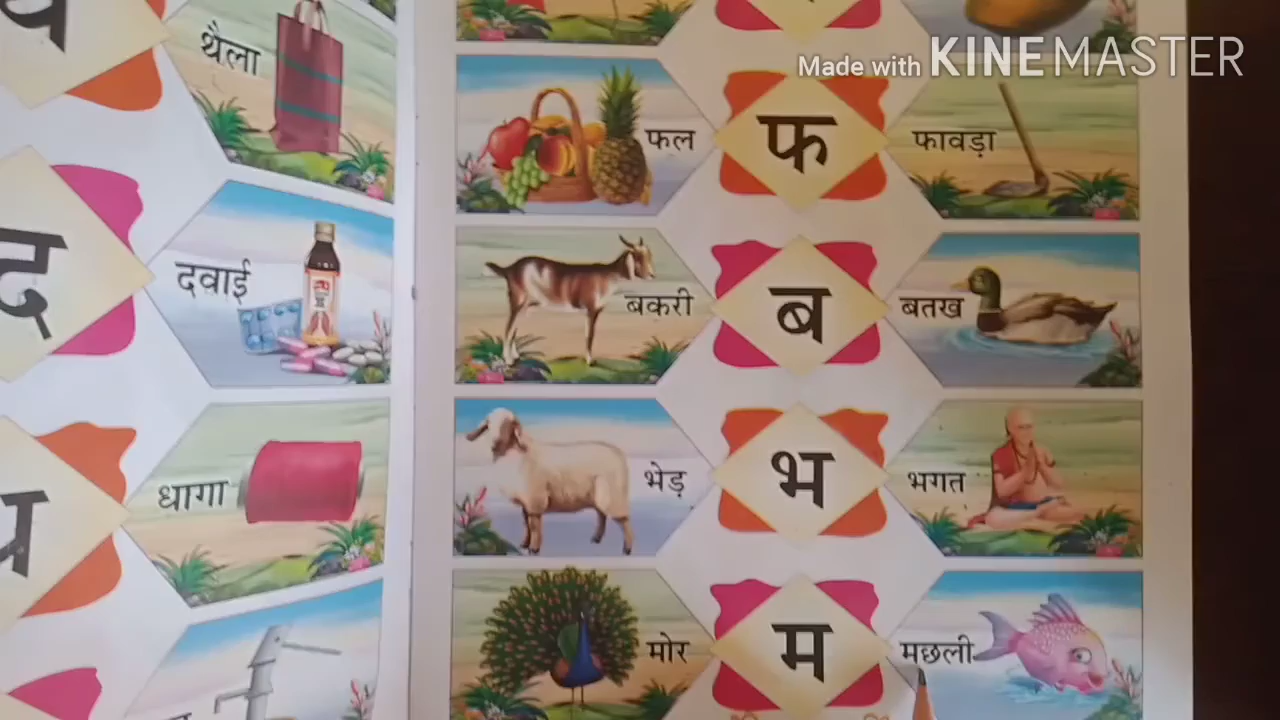 Made with KINEMASTER
थैला
द
दवाई
धागा
फल फ फावड़ा
बकरी ब बतख
भेड़ भ भगत
मोर म मछली